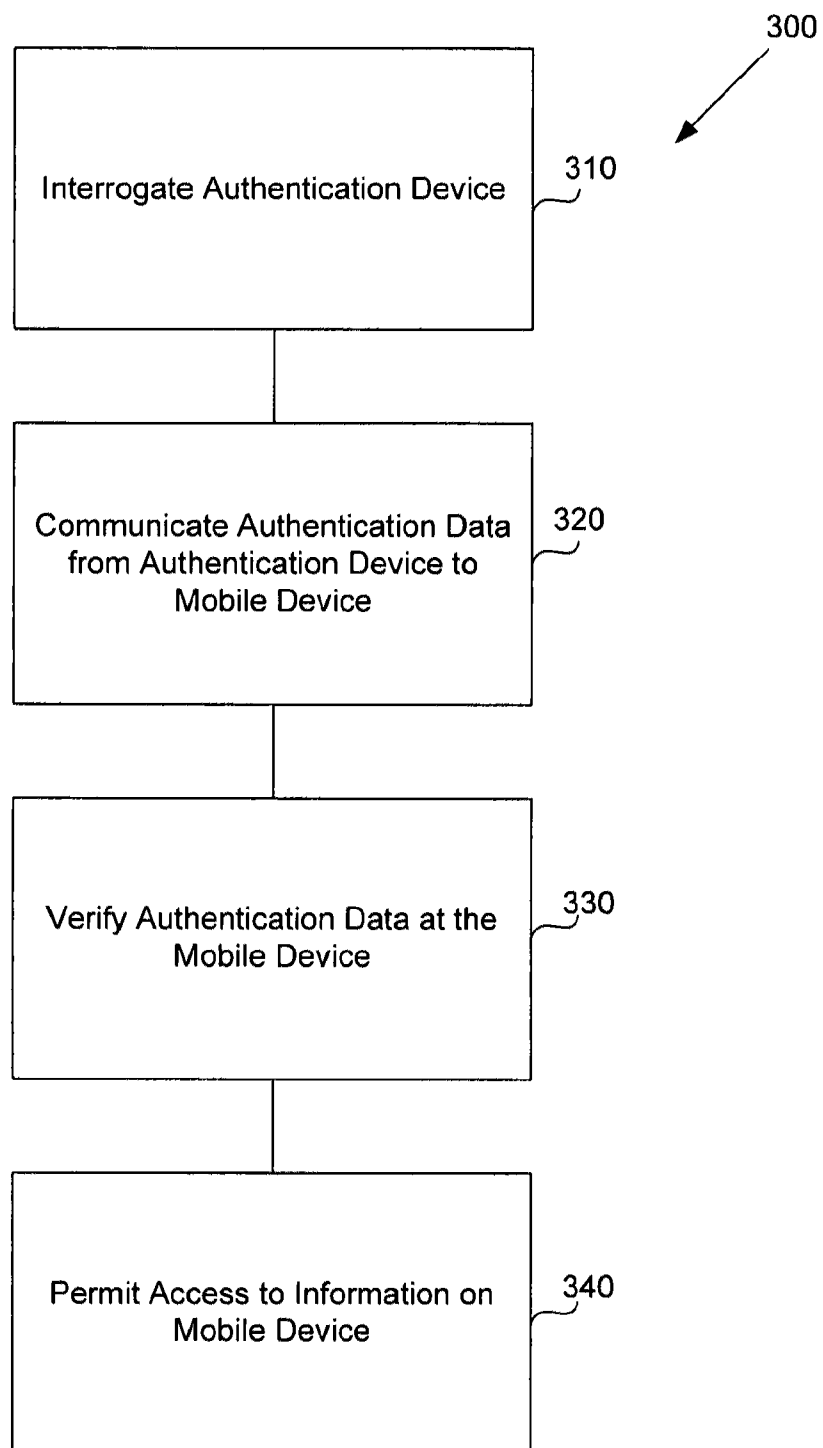 300
Interrogate Authentication Device
310
Communicate Authentication Data
from Authentication Device to
Mobile Device
320
Verify Authentication Data at the
Mobile Device
330
Permit Access to Information on
Mobile Device
340